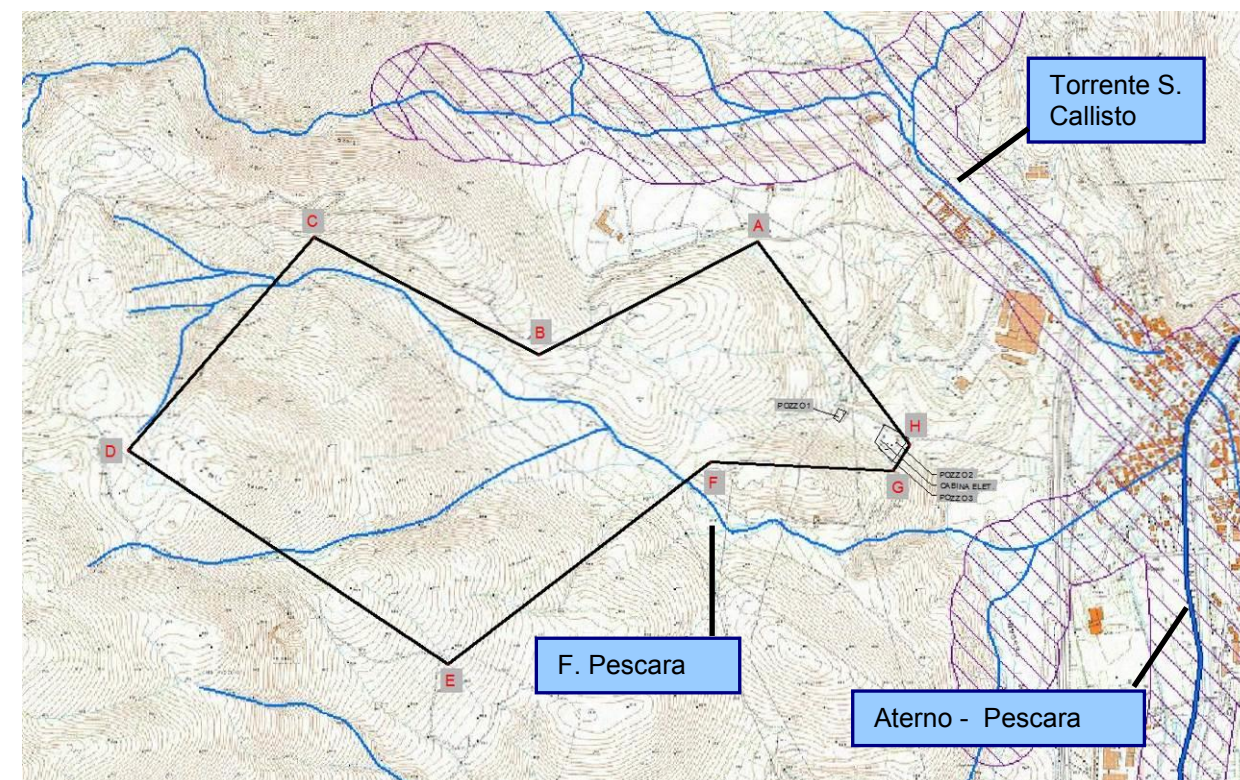 Torrente S.
Callisto
C
A
B
POZZO1
H
D
F
G
POZZO2
CABINA ELET.
POZZO3
E
F. Pescara
Aterno - Pescara